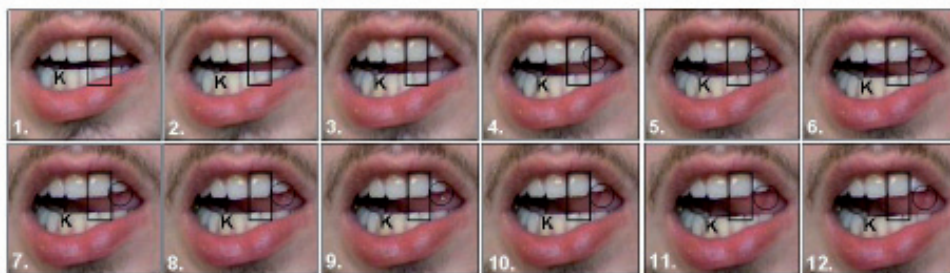 K K K K K K
1. 2. 3. 4. 5. 6.
K K K K K K
7. 8. 9. 10. 11. 12.